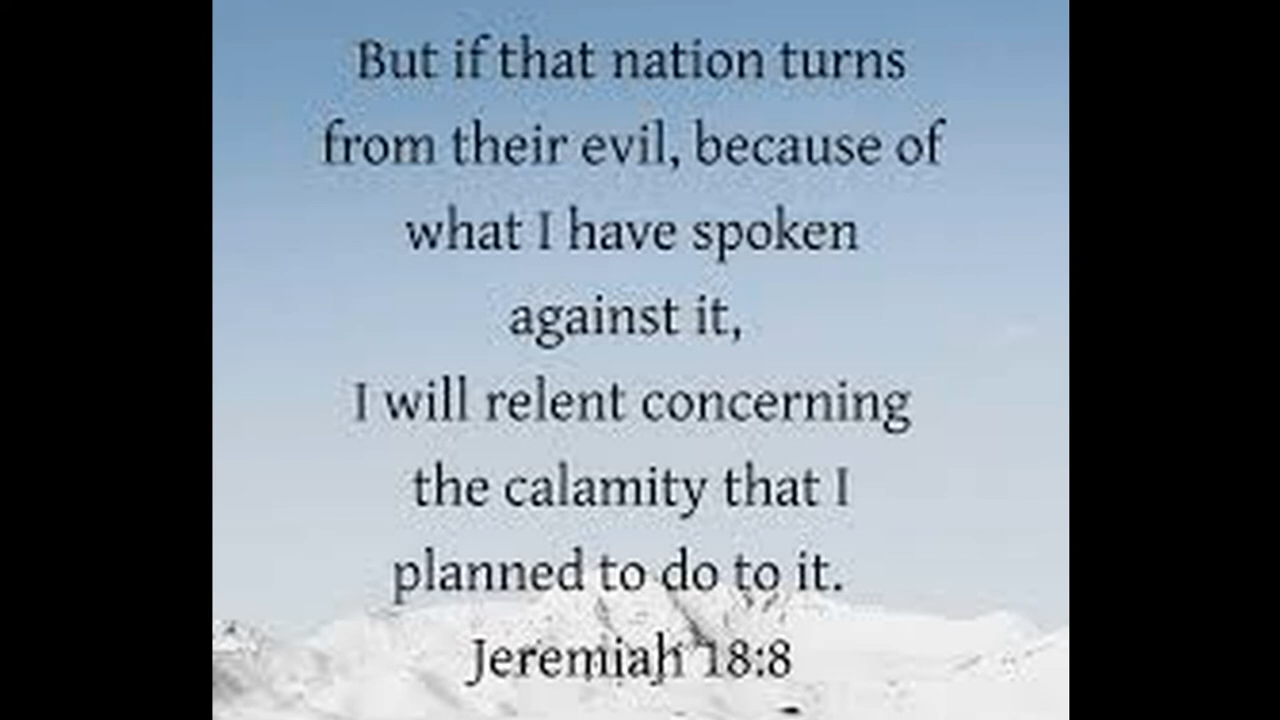 But if that nation turns
from their evil, because of
what I have spoken
against it,
I will relent concerning
the calamity that I
planned to do to it.
Jeremiah 18:8